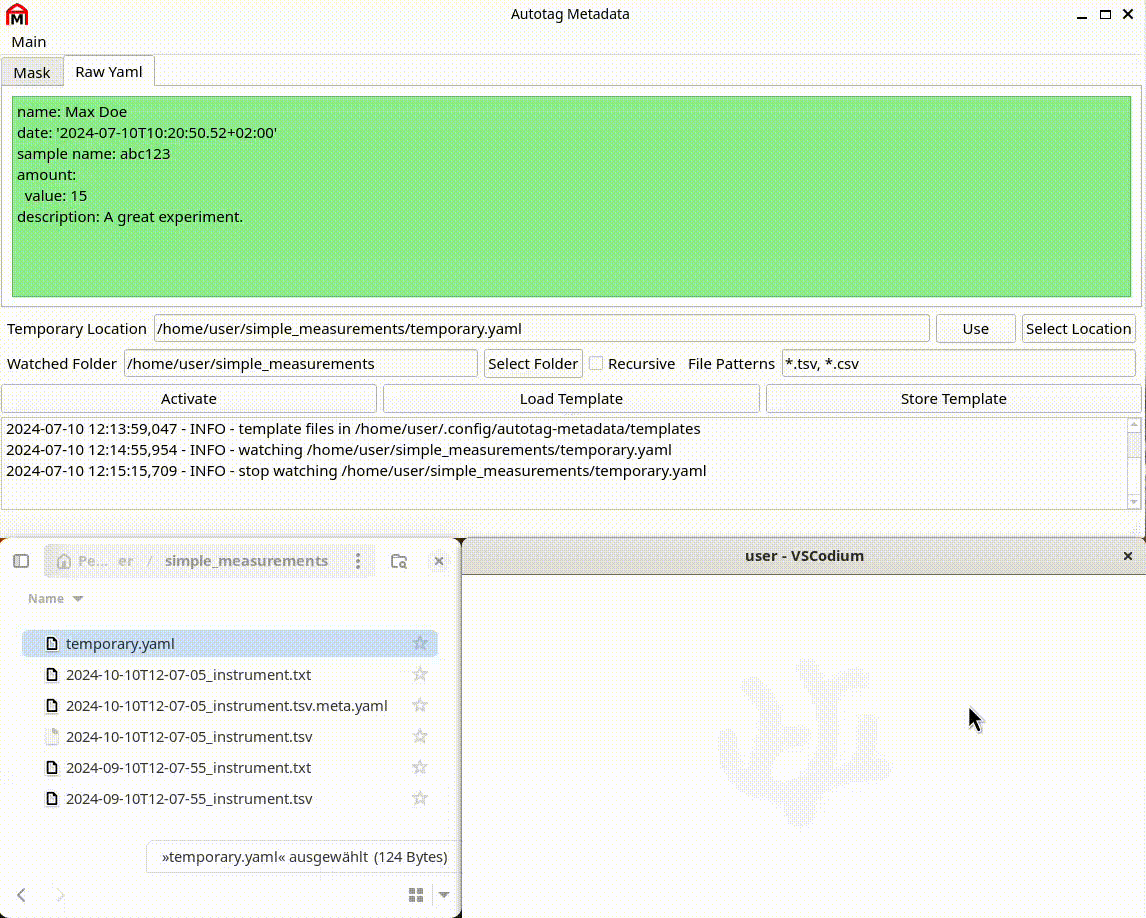 Autotag Metadata
Main
Mask Raw Yaml
name: Max Doe
date: '2024-07-10T10:20:50.52+02:00'
sample name: abc123
amount:
  value: 15
description: A great experiment.
Temporary Location /home/user/simple_measurements/temporary.yaml Use Select Location
Watched Folder /home/user/simple_measurements Select Folder Recursive File Patterns *.tsv, *.csv
Activate Load Template Store Template
2024-07-10 12:13:59,047 - INFO - template files in /home/user/.config/autotag-metadata/templates
2024-07-10 12:14:55,954 - INFO - watching /home/user/simple_measurements/temporary.yaml
2024-07-10 12:15:15,709 - INFO - stop watching /home/user/simple_measurements/temporary.yaml
Pe... er / simple_measurements
user - VSCodium
Name
temporary.yaml
2024-10-10T12-07-05_instrument.txt
2024-10-10T12-07-05_instrument.tsv.meta.yaml
2024-10-10T12-07-05_instrument.tsv
2024-09-10T12-07-55_instrument.txt
2024-09-10T12-07-55_instrument.tsv
»temporary.yaml« ausgewählt (124 Bytes)